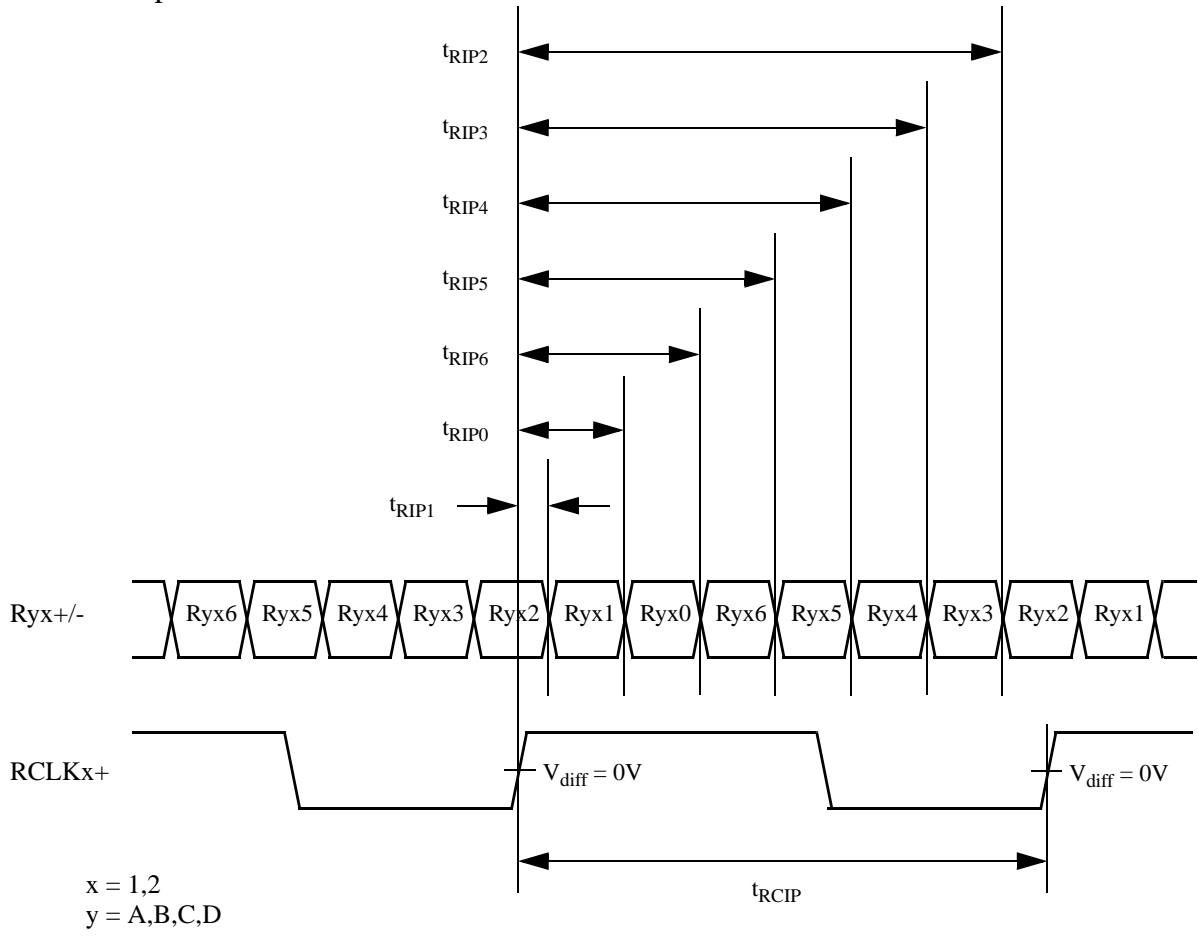 tRIP2
tRIP3
tRIP4
tRIP5
tRIP6
tRIP0
tRIP1
Ryx+/- Ryx6 Ryx5 Ryx4 Ryx3 Ryx2 Ryx1 Ryx0 Ryx6 Ryx5 Ryx4 Ryx3 Ryx2 Ryx1
RCLKx+ Vdiff = 0V Vdiff = 0V
tRCIP
x = 1,2
y = A,B,C,D